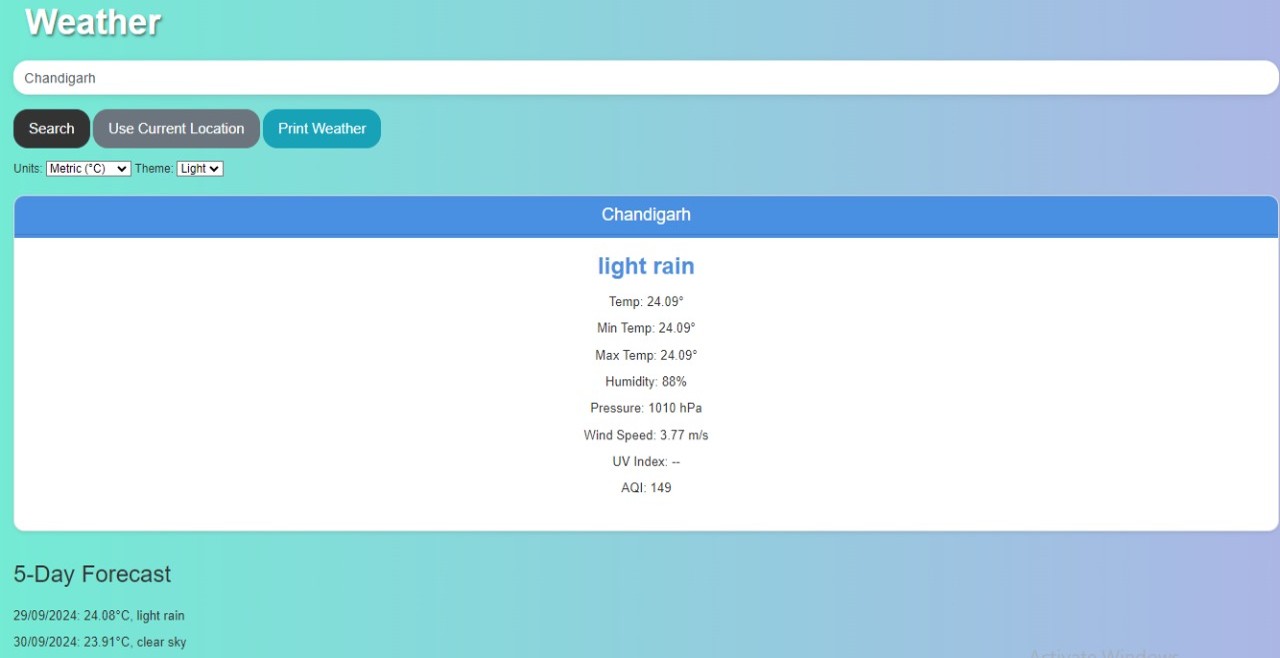 Weather
Chandigarh
Search Use Current Location Print Weather
Units: Metric (°C) Theme: Light
Chandigarh
light rain
Temp: 24.09°
Min Temp: 24.09°
Max Temp: 24.09°
Humidity: 88%
Pressure: 1010 hPa
Wind Speed: 3.77 m/s
UV Index: --
AQI: 149
5-Day Forecast
29/09/2024: 24.08°C, light rain
30/09/2024: 23.91°C, clear sky
Activate Windows